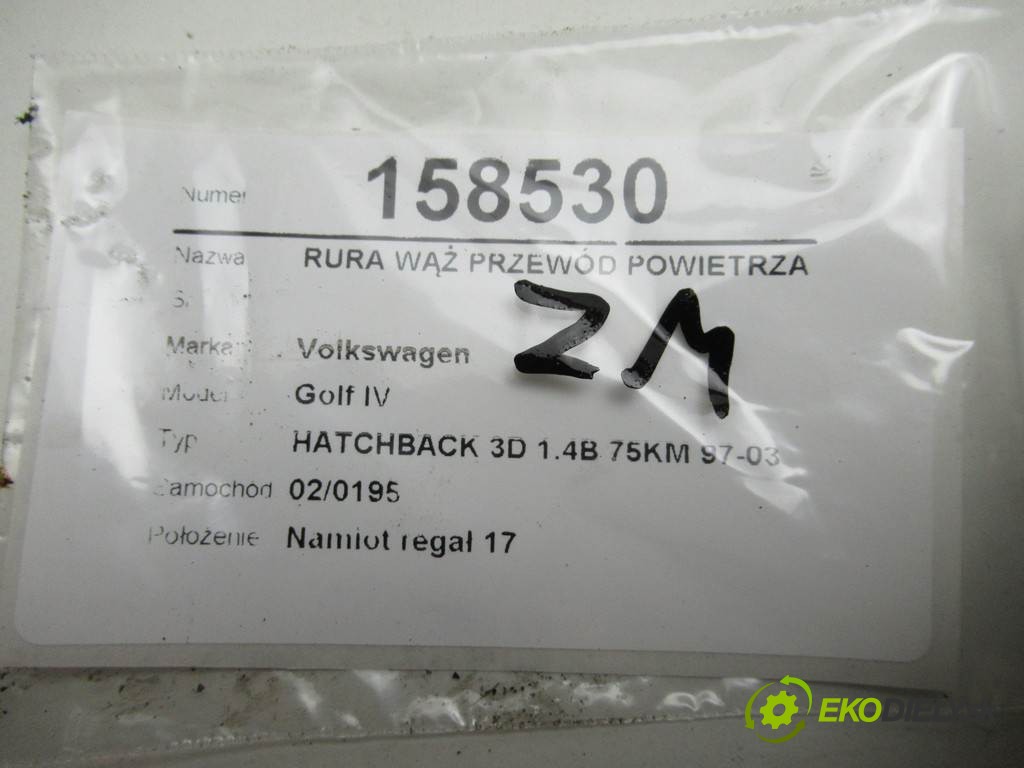 Numer 158530
Nazwa RURA WĄŻ PRZEWÓD POWIETRZA
ZM
Marka Volkswagen
Model Golf IV
Typ HATCHBACK 3D 1.4B 75KM 97-03
Samochód 02/0195
Położenie Namiot regał 17